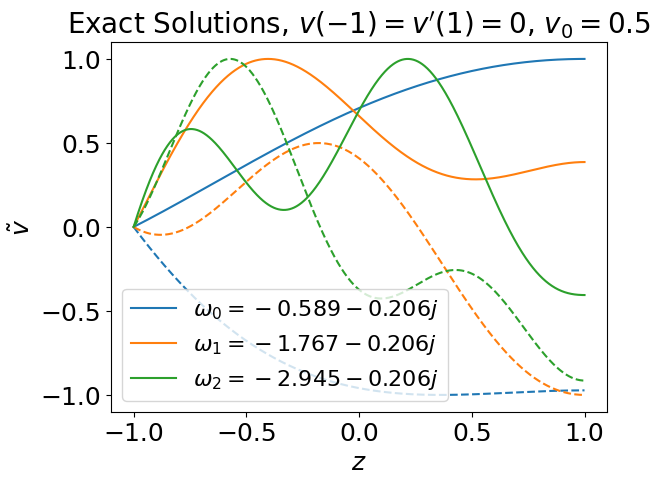 Exact Solutions, v(−1) = v′(1) = 0, v₀ = 0.5
1.0
0.5
0.0
−0.5
−1.0
ṽ
ω₀ = −0.589 − 0.206j
ω₁ = −1.767 − 0.206j
ω₂ = −2.945 − 0.206j
−1.0 −0.5 0.0 0.5 1.0
z